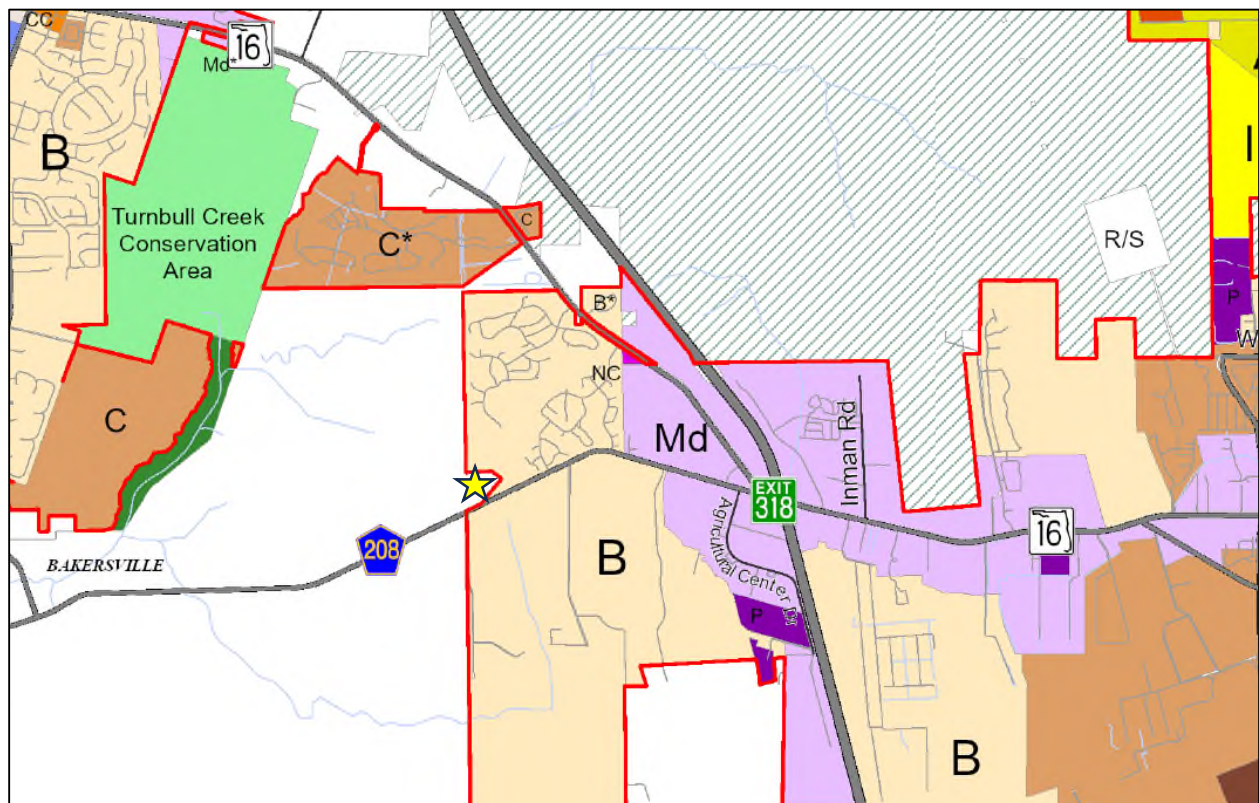 CC
16
Md*
B
Turnbull Creek
Conservation
Area
C*
C
B*
NC
R/S
I
P
W
C
Md
Inman Rd
EXIT
318
16
208
BAKERSVILLE
B
Agricultural Center Dr
P
B